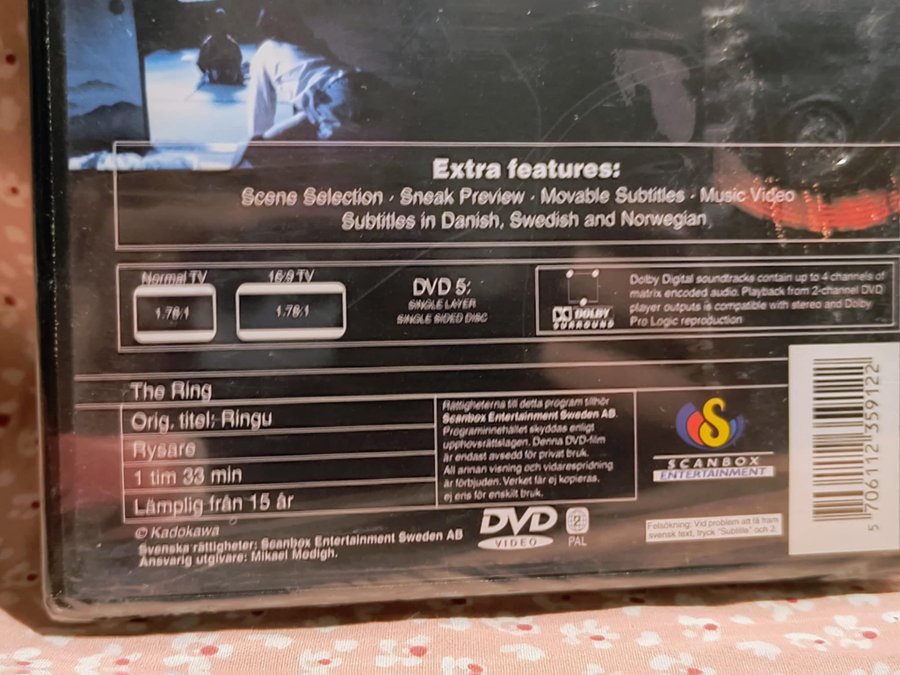 Extra features:
Scene Selection · Sneak Preview · Movable Subtitles · Music Video
Subtitles in Danish, Swedish and Norwegian
Normal TV
1.78:1
16:9 TV
1.78:1
DVD 5:
SINGLE LAYER
SINGLE SIDED DISC
DOLBY
SURROUND
Dolby Digital soundtracks contain up to 4 channels of
matrix encoded audio. Playback from 2-channel DVD
player outputs is compatible with stereo and Dolby
Pro Logic reproduction
The Ring
Orig. titel: Ringu
Rysare
1 tim 33 min
Lämplig från 15 år
Rättigheterna till detta program tillhör
Scanbox Entertainment Sweden AB.
Programinnehållet skyddas enligt
upphovsrättslagen. Denna DVD-film
är endast avsedd för privat bruk.
All annan visning och vidarespridning
är förbjuden. Verket får ej kopieras,
ej ens för enskilt bruk.
S
SCANBOX
ENTERTAINMENT
© Kadokawa
Svenska rättigheter: Scanbox Entertainment Sweden AB
Ansvarig utgivare: Mikael Modigh.
DVD
VIDEO
2
PAL
Felsökning: Vid problem att få fram
svensk text, tryck "Subtitle" och 2.
5 706112 359122